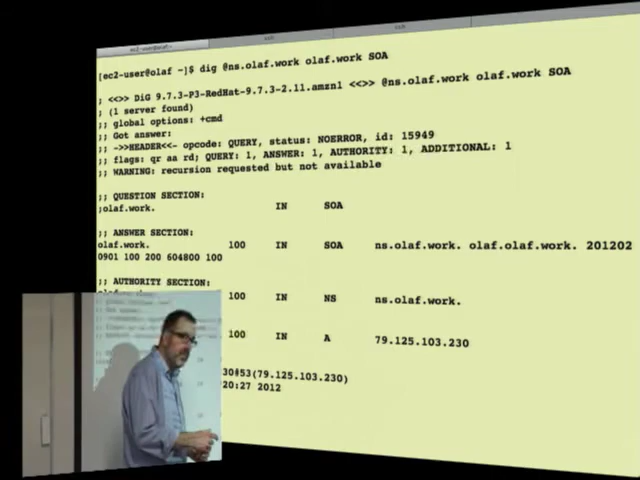 [ec2-user@olaf ~]$ dig @ns.olaf.work olaf.work SOA
; <<>> DiG 9.7.3-P3-RedHat-9.7.3-2.11.amzn1 <<>> @ns.olaf.work olaf.work SOA
; (1 server found)
;; global options: +cmd
;; Got answer:
;; ->>HEADER<<- opcode: QUERY, status: NOERROR, id: 15949
;; flags: qr aa rd; QUERY: 1, ANSWER: 1, AUTHORITY: 1, ADDITIONAL: 1
;; WARNING: recursion requested but not available
;; QUESTION SECTION:
;olaf.work. IN SOA
;; ANSWER SECTION:
olaf.work. 100 IN SOA ns.olaf.work. olaf.olaf.work. 201202
0901 100 200 604800 100
;; AUTHORITY SECTION:
100 IN NS ns.olaf.work.
100 IN A 79.125.103.230
30#53(79.125.103.230)
20:27 2012